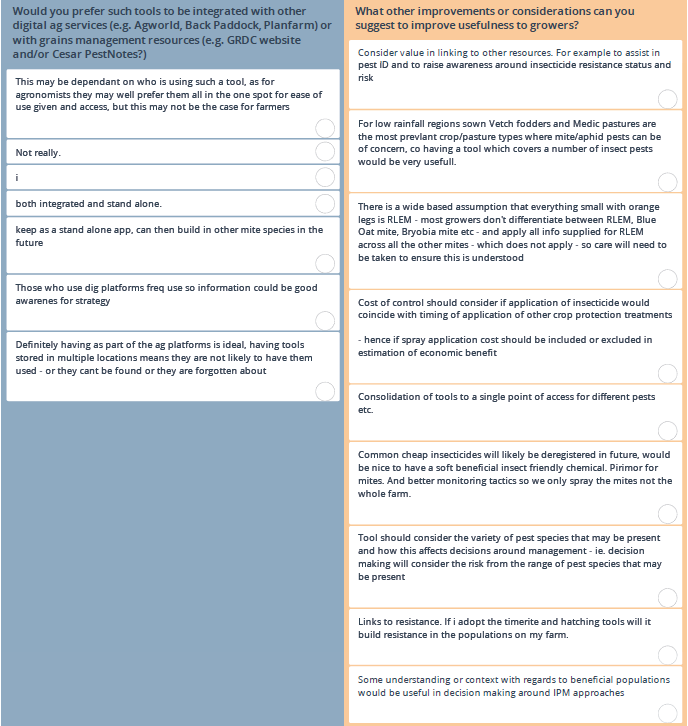 Would you prefer such tools to be integrated with other
digital ag services (e.g. Agworld, Back Paddock, Planfarm) or
with grains management resources (e.g. GRDC website
and/or Cesar PestNotes?)
This may be dependant on who is using such a tool, as for
agronomists they may well prefer them all in the one spot for ease of
use given and access, but this may not be the case for farmers
Not really.
i
both integrated and stand alone.
keep as a stand alone app, can then build in other mite species in the
future
Those who use dig platforms freq use so information could be good
awarenes for strategy
Definitely having as part of the ag platforms is ideal, having tools
stored in multiple locations means they are not likely to have them
used - or they cant be found or they are forgotten about
What other improvements or considerations can you
suggest to improve usefulness to growers?
Consider value in linking to other resources. For example to assist in
pest ID and to raise awareness around insecticide resistance status and
risk
For low rainfall regions sown Vetch fodders and Medic pastures are
the most prevlant crop/pasture types where mite/aphid pests can be
of concern, co having a tool which covers a number of insect pests
would be very usefull.
There is a wide based assumption that everything small with orange
legs is RLEM - most growers don't differentiate between RLEM, Blue
Oat mite, Bryobia mite etc - and apply all info supplied for RLEM
across all the other mites - which does not apply - so care will need to
be taken to ensure this is understood
Cost of control should consider if application of insecticide would
coincide with timing of application of other crop protection treatments
- hence if spray application cost should be included or excluded in
estimation of economic benefit
Consolidation of tools to a single point of access for different pests
etc.
Common cheap insecticides will likely be deregistered in future, would
be nice to have a soft beneficial insect friendly chemical. Pirimor for
mites. And better monitoring tactics so we only spray the mites not the
whole farm.
Tool should consider the variety of pest species that may be present
and how this affects decisions around management - ie. decision
making will consider the risk from the range of pest species that may
be present
Links to resistance. If i adopt the timerite and hatching tools will it
build resistance in the populations on my farm.
Some understanding or context with regards to beneficial populations
would be useful in decision making around IPM approaches